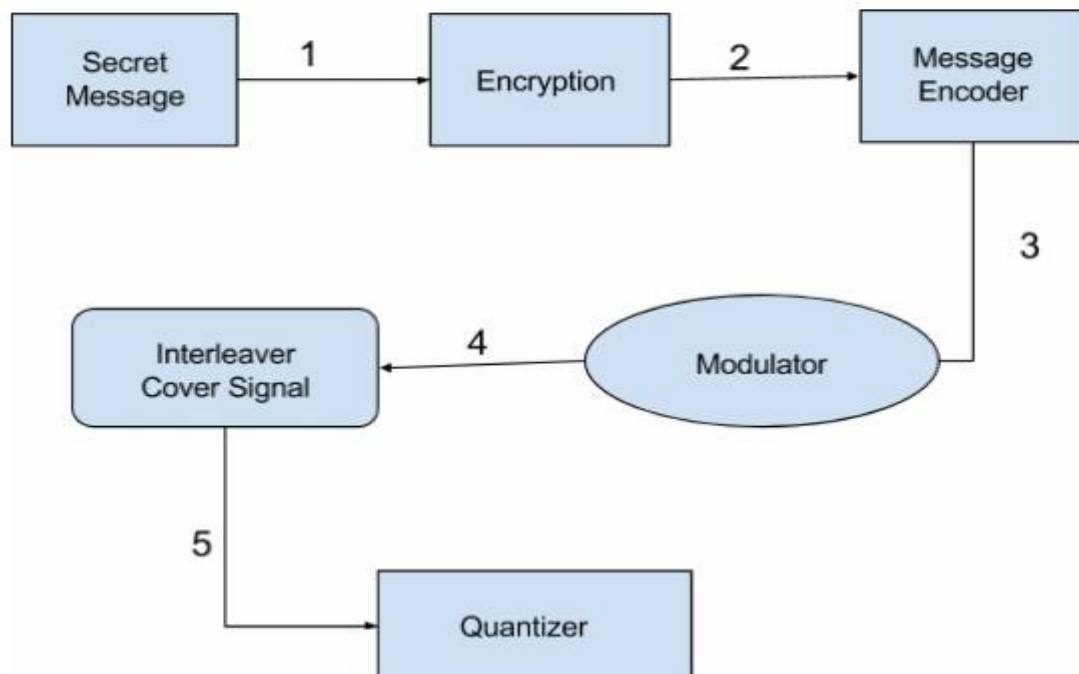 Secret
Message
1
Encryption
2
Message
Encoder
3
Modulator
4
Interleaver
Cover Signal
5
Quantizer